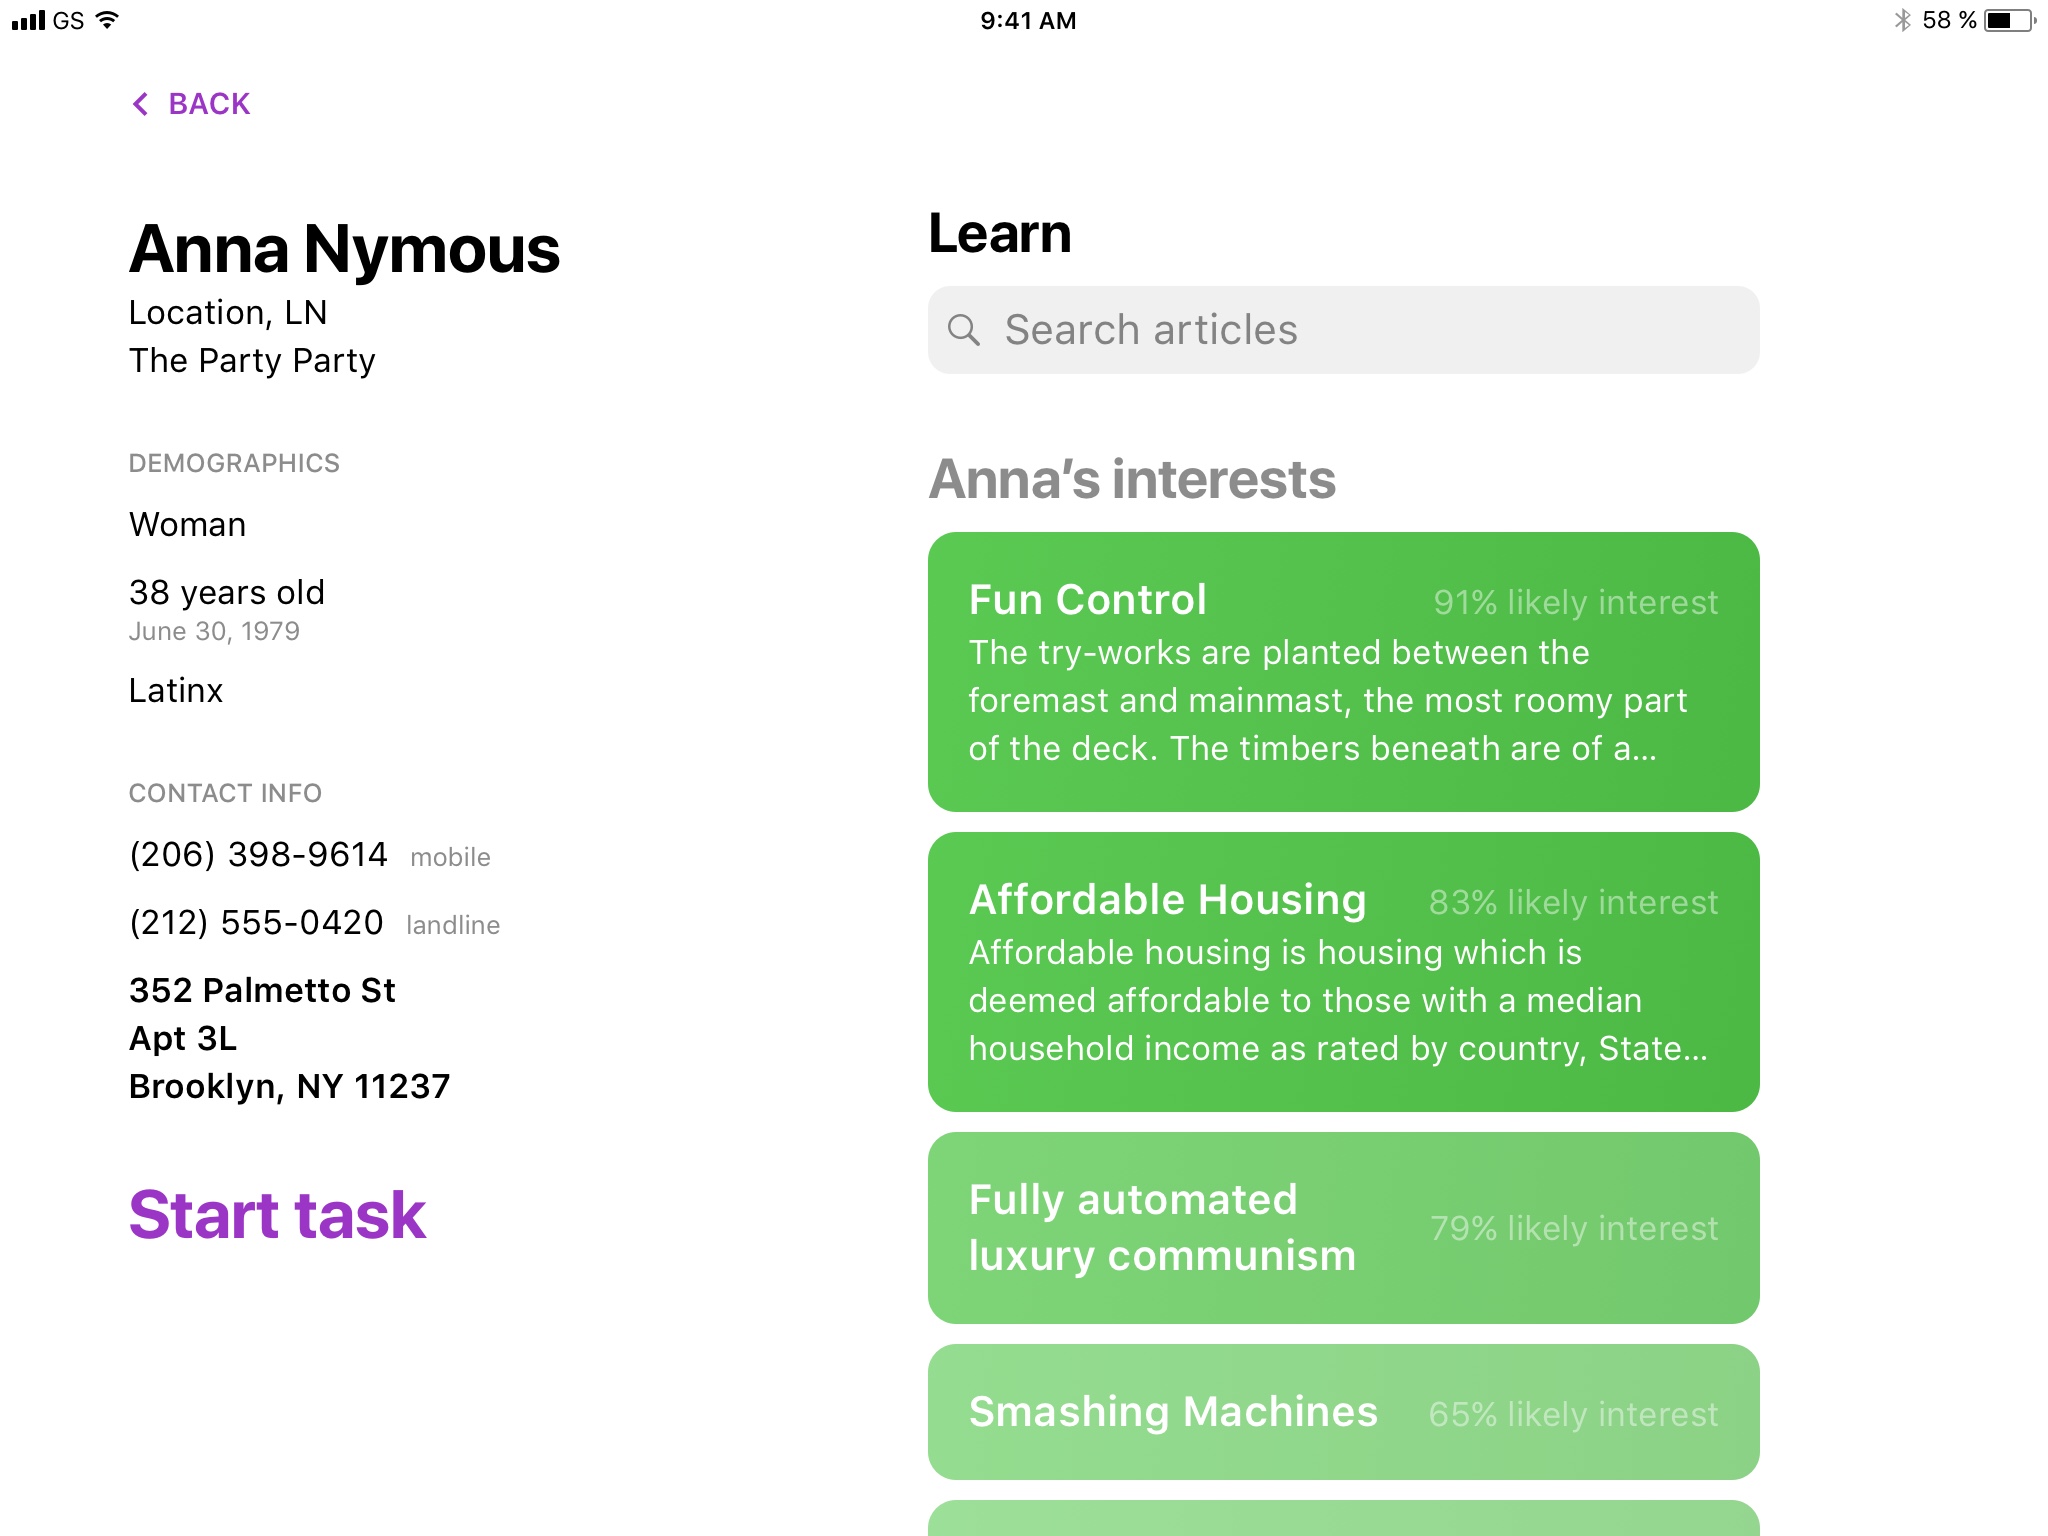 GS
9:41 AM
58 %
BACK
Anna Nymous
Location, LN
The Party Party
DEMOGRAPHICS
Woman
38 years old
June 30, 1979
Latinx
CONTACT INFO
(206) 398-9614 mobile
(212) 555-0420 landline
352 Palmetto St
Apt 3L
Brooklyn, NY 11237
Start task
Learn
Search articles
Anna’s interests
Fun Control 91% likely interest
The try-works are planted between the
foremast and mainmast, the most roomy part
of the deck. The timbers beneath are of a...
Affordable Housing 83% likely interest
Affordable housing is housing which is
deemed affordable to those with a median
household income as rated by country, State...
Fully automated
luxury communism
79% likely interest
Smashing Machines 65% likely interest